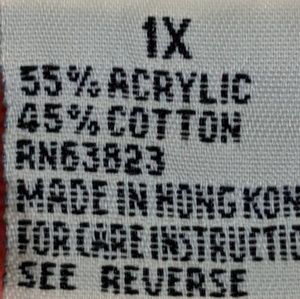 1X
55% ACRYLIC
45% COTTON
RN63823
MADE IN HONG KON
FOR CARE INSTRUCTI
SEE REVERSE